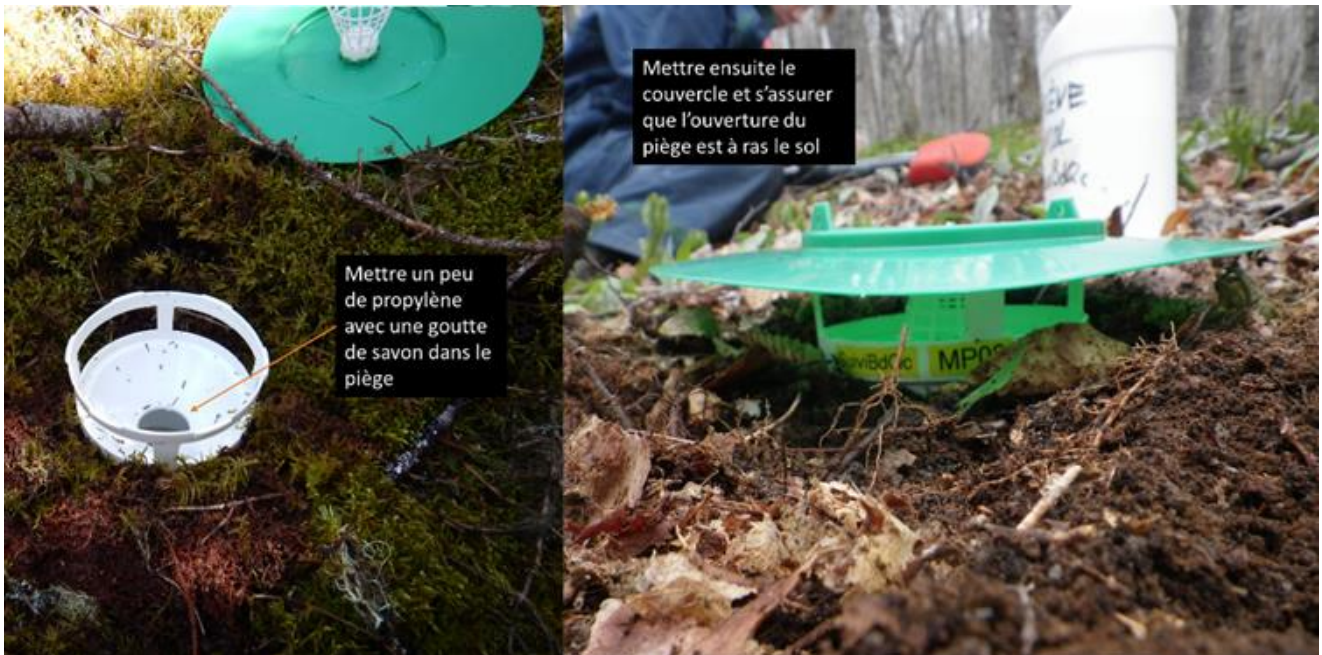 Mettre un peu
de propylène
avec une goutte
de savon dans le
piège
Mettre ensuite le
couvercle et s'assurer
que l'ouverture du
piège est à ras le sol
MP0